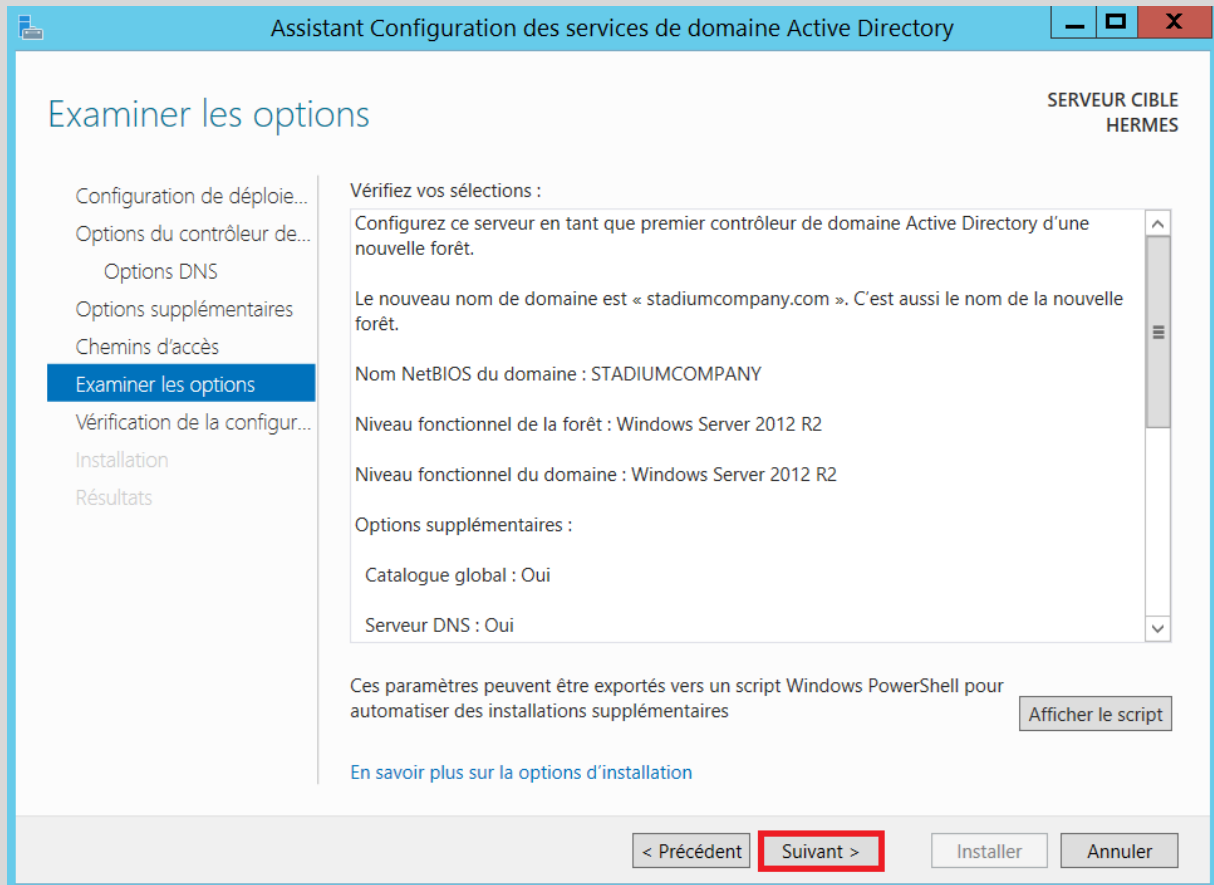 Assistant Configuration des services de domaine Active Directory
Examiner les options
SERVEUR CIBLE
HERMES
Configuration de déploie...
Options du contrôleur de...
Options DNS
Options supplémentaires
Chemins d'accès
Examiner les options
Vérification de la configur...
Installation
Résultats
Vérifiez vos sélections :
Configurez ce serveur en tant que premier contrôleur de domaine Active Directory d'une
nouvelle forêt.
Le nouveau nom de domaine est « stadiumcompany.com ». C'est aussi le nom de la nouvelle
forêt.
Nom NetBIOS du domaine : STADIUMCOMPANY
Niveau fonctionnel de la forêt : Windows Server 2012 R2
Niveau fonctionnel du domaine : Windows Server 2012 R2
Options supplémentaires :
Catalogue global : Oui
Serveur DNS : Oui
Ces paramètres peuvent être exportés vers un script Windows PowerShell pour
automatiser des installations supplémentaires
Afficher le script
En savoir plus sur la options d'installation
< Précédent
Suivant >
Installer
Annuler